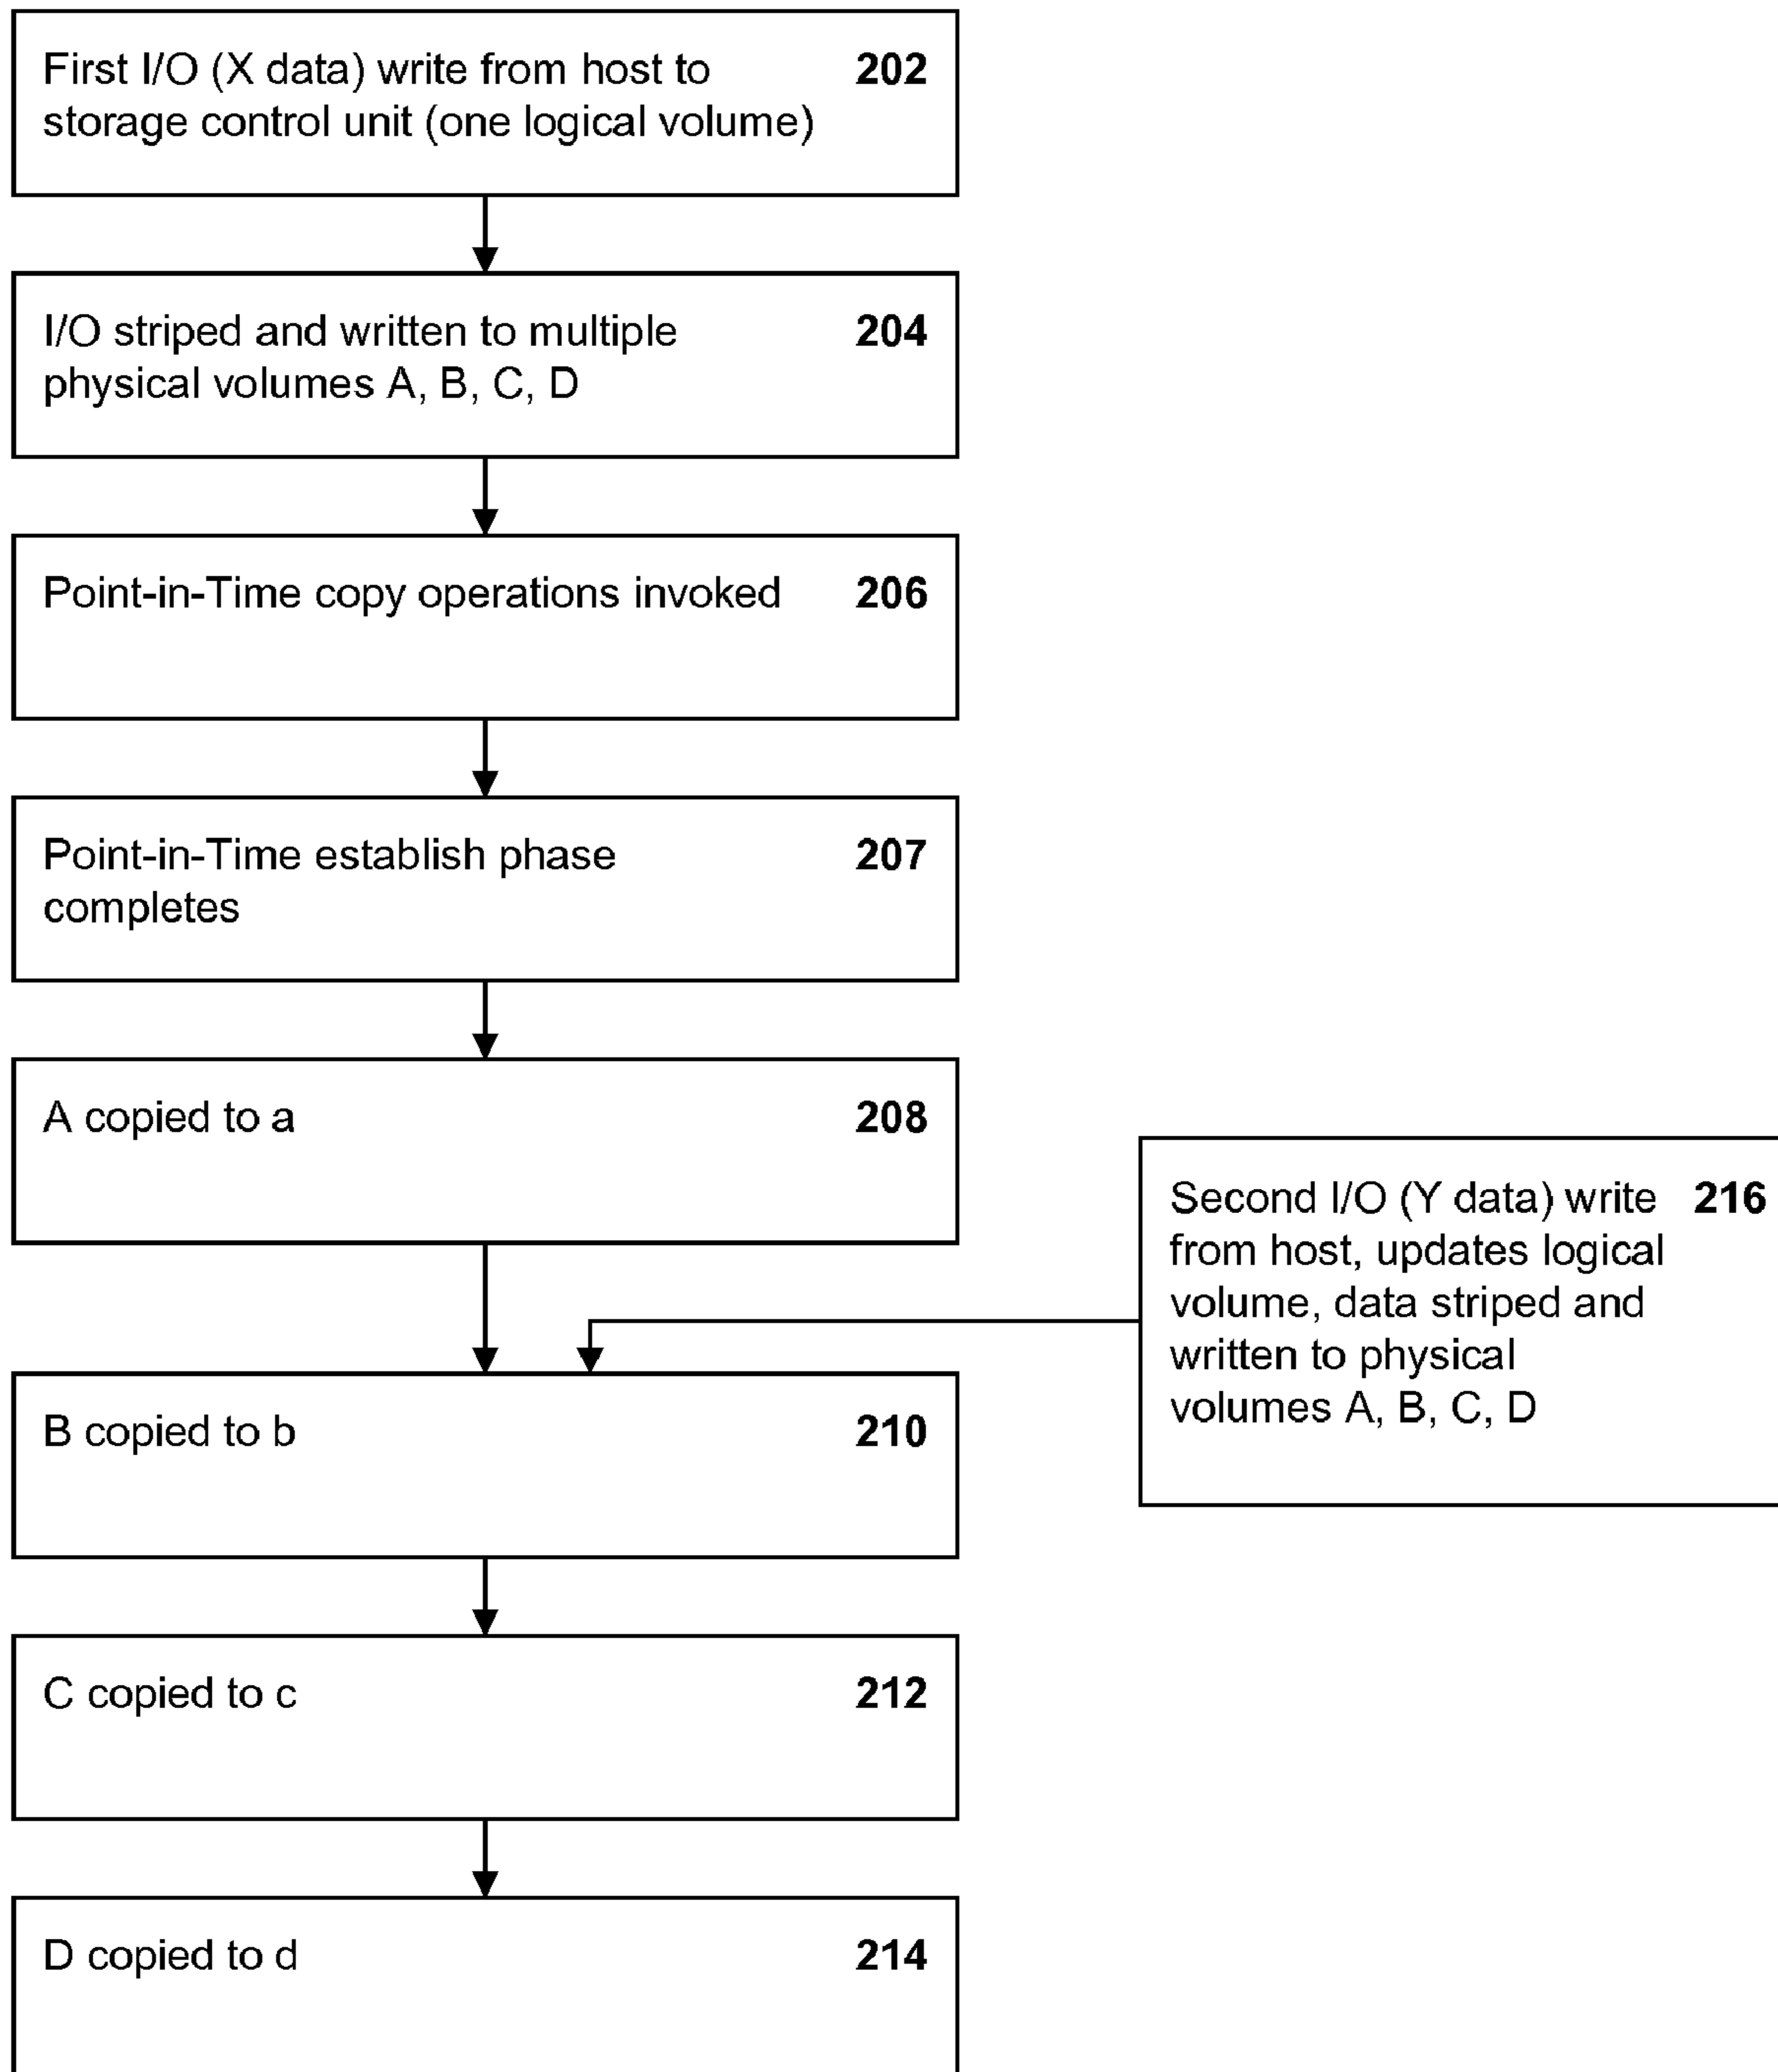 First I/O (X data) write from host to 202
storage control unit (one logical volume)
I/O striped and written to multiple 204
physical volumes A, B, C, D
Point-in-Time copy operations invoked 206
Point-in-Time establish phase 207
completes
A copied to a 208
Second I/O (Y data) write 216
from host, updates logical
volume, data striped and
written to physical
volumes A, B, C, D
B copied to b 210
C copied to c 212
D copied to d 214